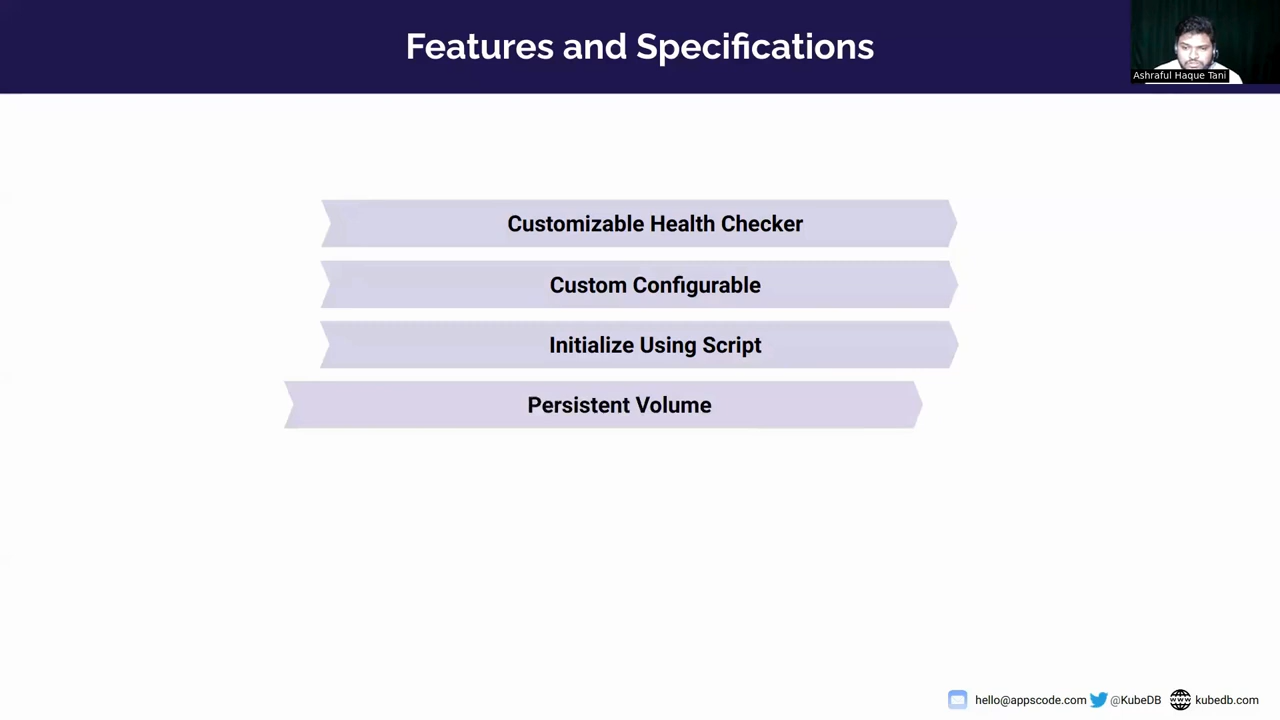 Features and Specifications
Ashraful Haque Tani
Customizable Health Checker
Custom Configurable
Initialize Using Script
Persistent Volume
hello@appscode.com @KubeDB www kubedb.com